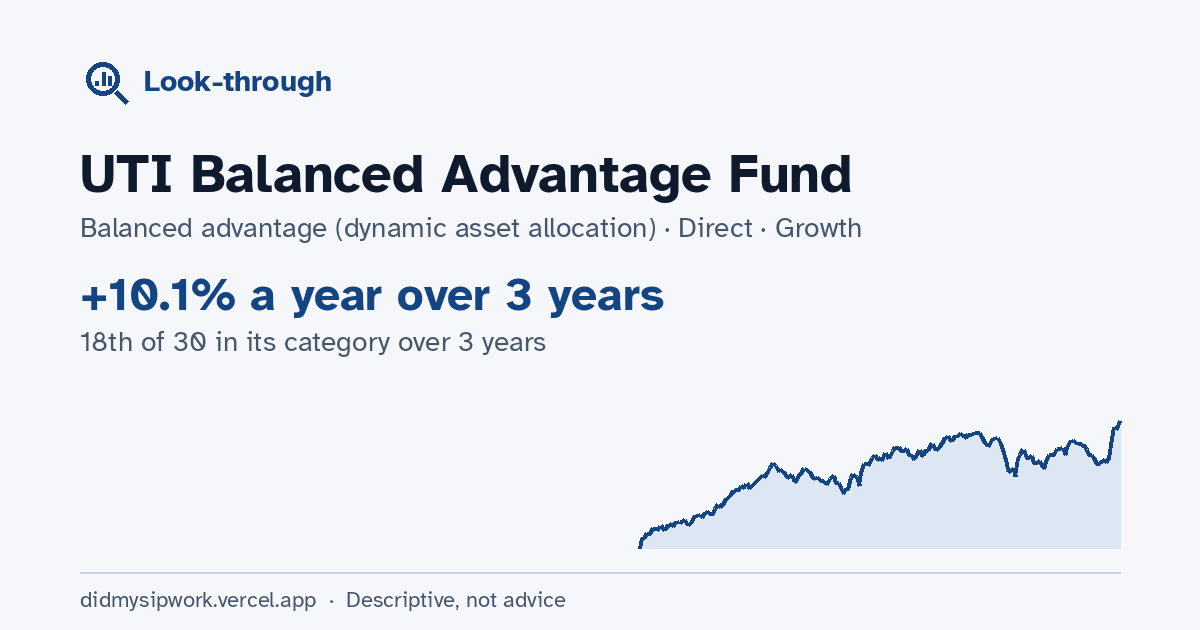 Look-through
UTI Balanced Advantage Fund
Balanced advantage (dynamic asset allocation) · Direct · Growth
+10.1% a year over 3 years
18th of 30 in its category over 3 years
didmysipwork.vercel.app · Descriptive, not advice